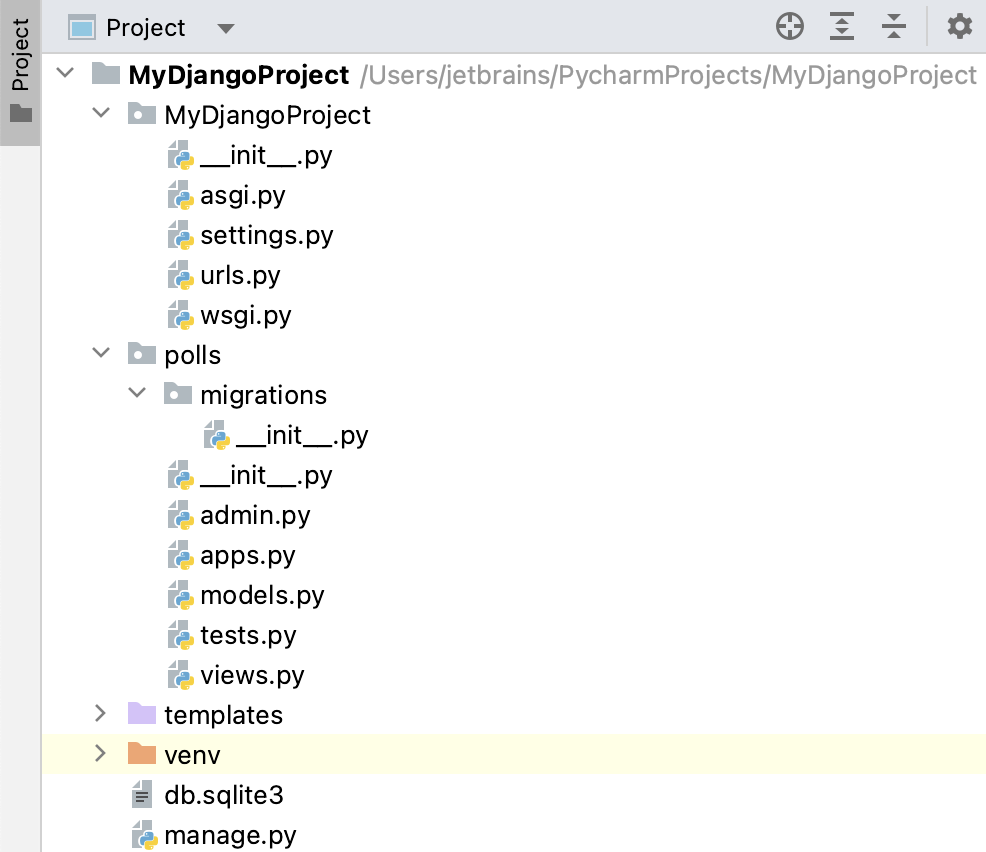 Project
Project
MyDjangoProject /Users/jetbrains/PycharmProjects/MyDjangoProject
MyDjangoProject
__init__.py
asgi.py
settings.py
urls.py
wsgi.py
polls
migrations
__init__.py
__init__.py
admin.py
apps.py
models.py
tests.py
views.py
templates
venv
db.sqlite3
manage.py